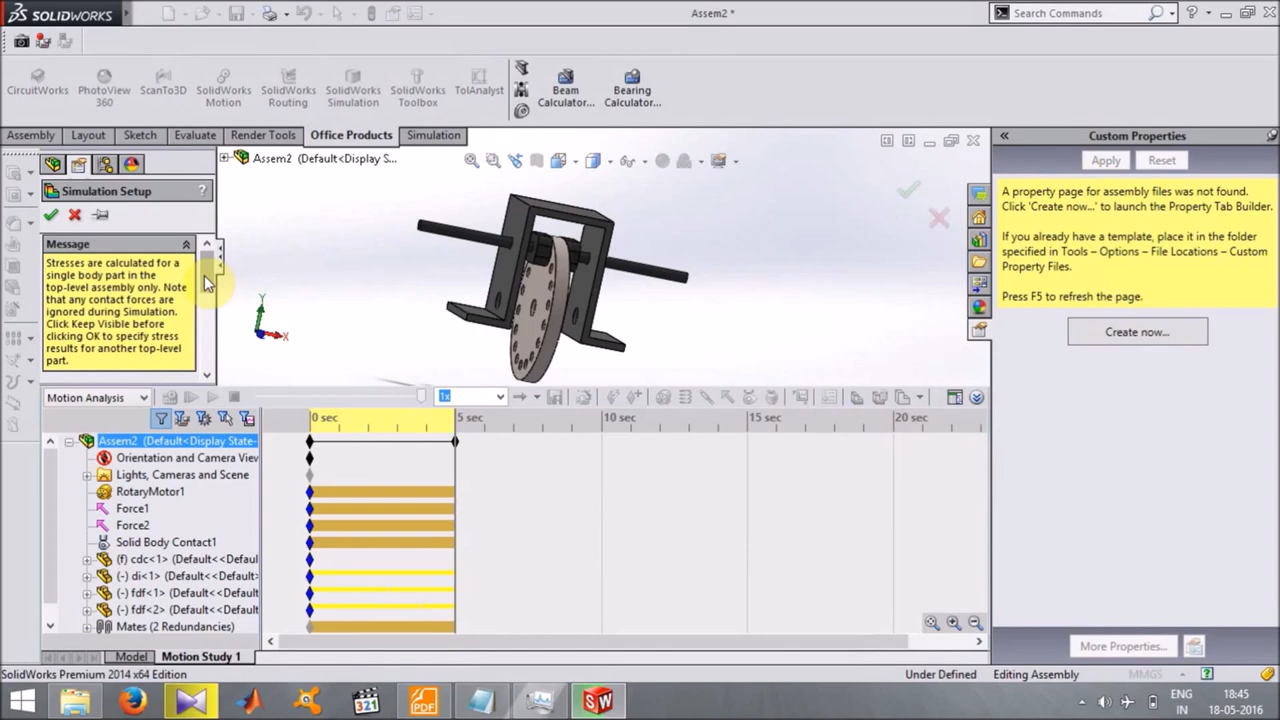 SOLIDWORKS
Assem2 *
Search Commands
CircuitWorks
PhotoView
360
ScanTo3D
SolidWorks
Motion
SolidWorks
Routing
SolidWorks
Simulation
SolidWorks
Toolbox
TolAnalyst
Beam
Calculator...
Bearing
Calculator...
Assembly
Layout
Sketch
Evaluate
Render Tools
Office Products
Simulation
Assem2 (Default<Display S...
Custom Properties
Apply
Reset
Simulation Setup
?
Message
Stresses are calculated for a
single body part in the
top-level assembly only. Note
that any contact forces are
ignored during Simulation.
Click Keep Visible before
clicking OK to specify stress
results for another top-level
part.
Y
X
A property page for assembly files was not found.
Click 'Create now...' to launch the Property Tab Builder.
If you already have a template, place it in the folder
specified in Tools – Options – File Locations – Custom
Property Files.
Press F5 to refresh the page.
Create now...
Motion Analysis
1x
0 sec
5 sec
10 sec
15 sec
20 sec
Assem2 (Default<Display State-
Orientation and Camera View
Lights, Cameras and Scene
RotaryMotor1
Force1
Force2
Solid Body Contact1
(f) cdc<1> (Default<<Defaul
(-) di<1> (Default<<Default>
(-) fdf<1> (Default<<Default
(-) fdf<2> (Default<<Default
Mates (2 Redundancies)
More Properties...
Model
Motion Study 1
SolidWorks Premium 2014 x64 Edition
Under Defined
Editing Assembly
MMGS
321
PDF
SW
ENG
IN
18:45
18-05-2016